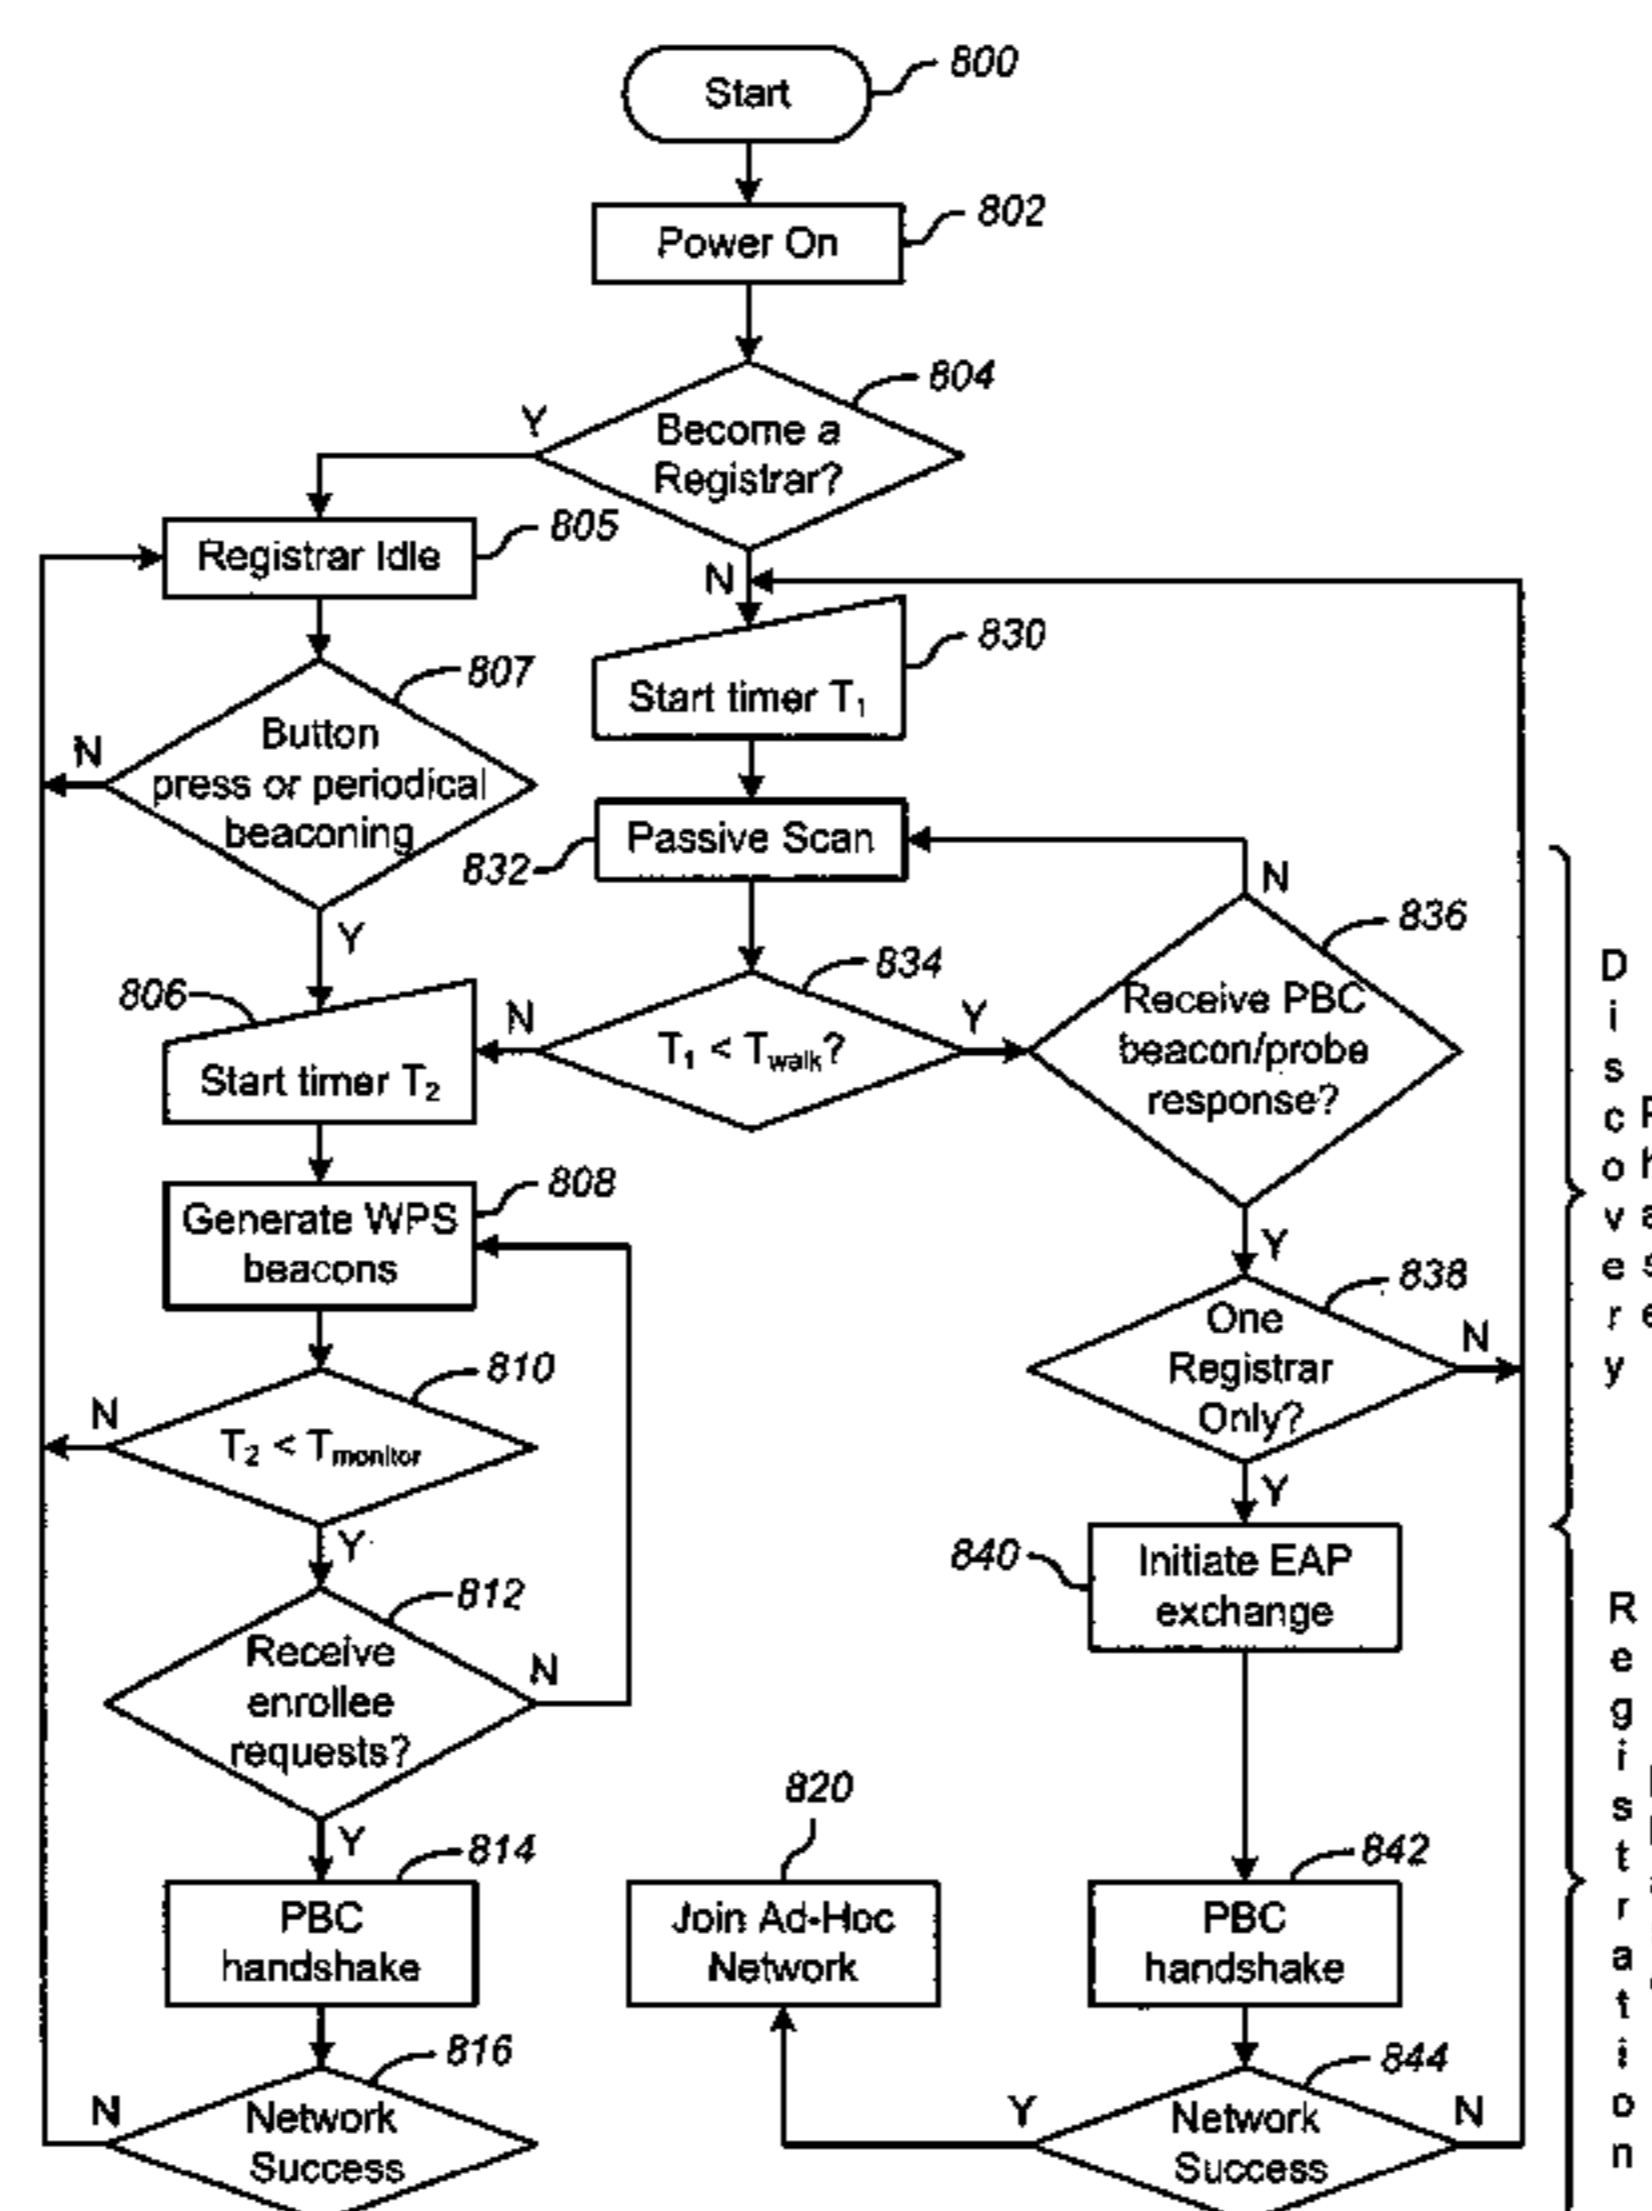 Start
800
Power On
802
804
Become a
Registrar?
Y
N
Registrar Idle
805
807
Button
press or periodical
beaconing
N
Y
830
Start timer T₁
Passive Scan
832
834
T₁ < Twalk?
N
Y
836
Receive PBC
beacon/probe
response?
N
Y
806
Start timer T₂
808
Generate WPS
beacons
810
T₂ < Tmonitor
N
Y
838
One
Registrar
Only?
N
Y
812
Receive
enrollee
requests?
N
Y
840
Initiate EAP
exchange
814
PBC
handshake
820
Join Ad-Hoc
Network
842
PBC
handshake
816
Network
Success
N
844
Network
Success
Y
N
Discovery
Registration